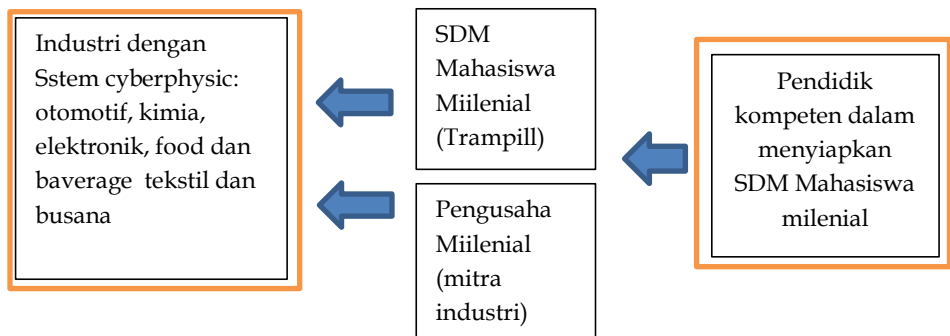 Industri dengan
Sstem cyberphysic:
otomotif, kimia,
elektronik, food dan
baverage tekstil dan
busana
SDM
Mahasiswa
Miilenial
(Trampill)
Pengusaha
Miilenial
(mitra
industri)
Pendidik
kompeten dalam
menyiapkan
SDM Mahasiswa
milenial